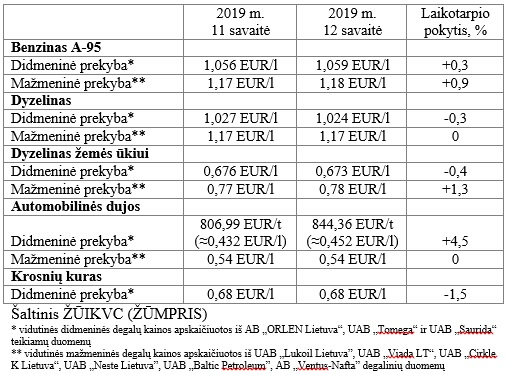 2019 m. 2019 m. Laikotarpio
11 savaitė 12 savaitė pokytis, %
Benzinas A-95
Didmeninė prekyba* 1,056 EUR/l 1,059 EUR/l +0,3
Mažmeninė prekyba** 1,17 EUR/l 1,18 EUR/l +0,9
Dyzelinas
Didmeninė prekyba* 1,027 EUR/l 1,024 EUR/l -0,3
Mažmeninė prekyba** 1,17 EUR/l 1,17 EUR/l 0
Dyzelinas žemės ūkiui
Didmeninė prekyba* 0,676 EUR/l 0,673 EUR/l -0,4
Mažmeninė prekyba** 0,77 EUR/l 0,78 EUR/l +1,3
Automobilinės dujos
806,99 EUR/t 844,36 EUR/t
Didmeninė prekyba* (≈0,432 EUR/l) (≈0,452 EUR/l) +4,5
Mažmeninė prekyba** 0,54 EUR/l 0,54 EUR/l 0
Krosnių kuras
Didmeninė prekyba* 0,68 EUR/l 0,68 EUR/l -1,5
Šaltinis ŽŪIKVC (ŽŪMPRIS)
* vidutinės didmeninės degalų kainos apskaičiuotos iš AB „ORLEN Lietuva“, UAB „Tomega“ ir UAB „Saurida“
teikiamų duomenų
** vidutinės mažmeninės degalų kainos apskaičiuotos iš UAB „Lukoil Lietuva”, UAB „Viada LT“, UAB „Cirkle
K Lietuva“, UAB „Neste Lietuva”, UAB „Baltic Petroleum”, AB „Ventus-Nafta” degalinių duomenų